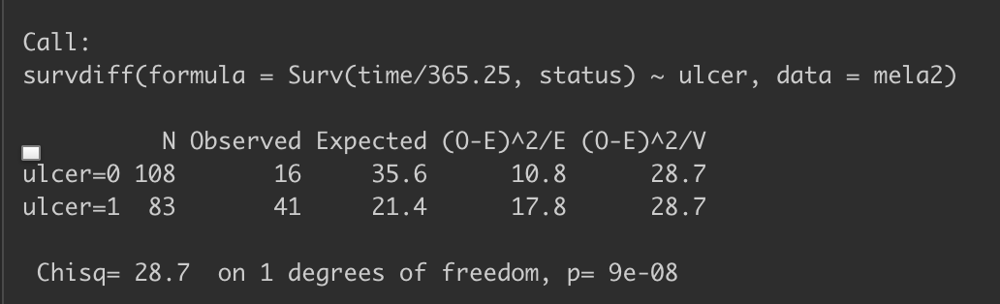 Call:
survdiff(formula = Surv(time/365.25, status) ~ ulcer, data = mela2)
N Observed Expected (O-E)^2/E (O-E)^2/V
ulcer=0 108 16 35.6 10.8 28.7
ulcer=1 83 41 21.4 17.8 28.7
Chisq= 28.7 on 1 degrees of freedom, p= 9e-08